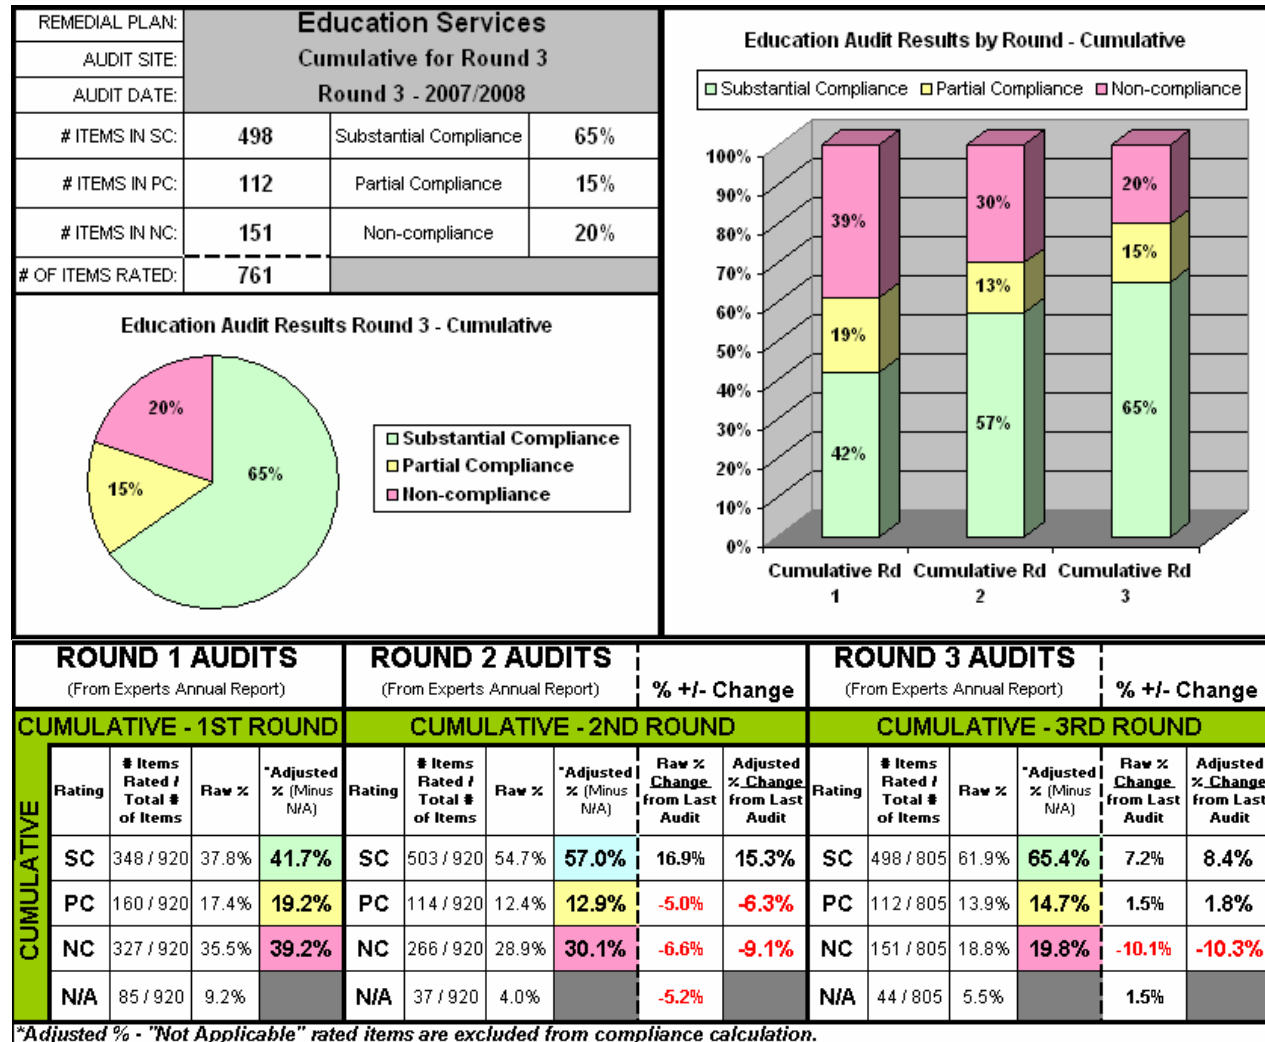 REMEDIAL PLAN: Education Services
AUDIT SITE: Cumulative for Round 3
AUDIT DATE: Round 3 - 2007/2008
# ITEMS IN SC: 498 Substantial Compliance 65%
# ITEMS IN PC: 112 Partial Compliance 15%
# ITEMS IN NC: 151 Non-compliance 20%
# OF ITEMS RATED: 761
Education Audit Results Round 3 - Cumulative
20%
65%
15%
Substantial Compliance
Partial Compliance
Non-compliance
Education Audit Results by Round - Cumulative
Substantial Compliance Partial Compliance Non-compliance
100%
90%
80%
70%
60%
50%
40%
30%
20%
10%
0%
39%
19%
42%
30%
13%
57%
20%
15%
65%
Cumulative Rd 1
Cumulative Rd 2
Cumulative Rd 3
ROUND 1 AUDITS ROUND 2 AUDITS ROUND 3 AUDITS
(From Experts Annual Report) (From Experts Annual Report) % +/- Change (From Experts Annual Report) % +/- Change
CUMULATIVE - 1ST ROUND CUMULATIVE - 2ND ROUND CUMULATIVE - 3RD ROUND
CUMULATIVE
Rating # Items Rated / Total # of Items Raw % *Adjusted % (Minus N/A) Rating # Items Rated / Total # of Items Raw % *Adjusted % (Minus N/A) Raw % Change from Last Audit Adjusted % Change from Last Audit Rating # Items Rated / Total # of Items Raw % *Adjusted % (Minus N/A) Raw % Change from Last Audit Adjusted % Change from Last Audit
SC 348 / 920 37.8% 41.7% SC 503 / 920 54.7% 57.0% 16.9% 15.3% SC 498 / 805 61.9% 65.4% 7.2% 8.4%
PC 160 / 920 17.4% 19.2% PC 114 / 920 12.4% 12.9% -5.0% -6.3% PC 112 / 805 13.9% 14.7% 1.5% 1.8%
NC 327 / 920 35.5% 39.2% NC 266 / 920 28.9% 30.1% -6.6% -9.1% NC 151 / 805 18.8% 19.8% -10.1% -10.3%
N/A 85 / 920 9.2% N/A 37 / 920 4.0% -5.2% N/A 44 / 805 5.5% 1.5%
*Adjusted % - "Not Applicable" rated items are excluded from compliance calculation.